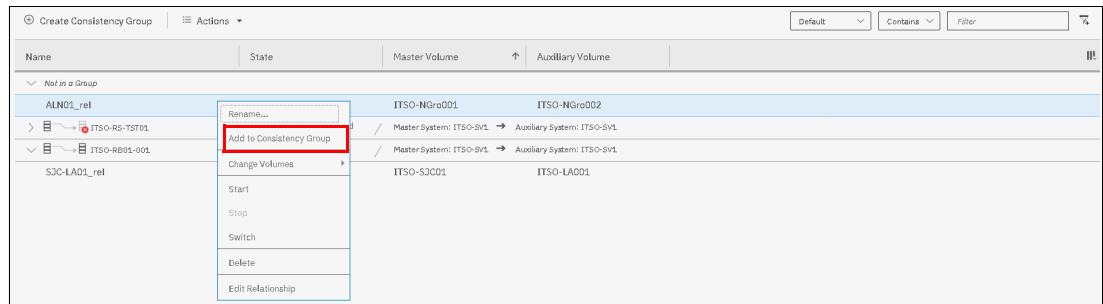 Create Consistency Group Actions Default Contains Filter
Name State Master Volume Auxiliary Volume
Not in a Group
ALN01_rel ITSO-NGro001 ITSO-NGro002
Rename...
ITSO-RS-TST01 d Master System: ITSO-SV1 → Auxiliary System: ITSO-SV1
Add to Consistency Group
ITSO-RB01-001 Master System: ITSO-SV1 → Auxiliary System: ITSO-SV1
Change Volumes
SJC-LA01_rel ITSO-SJC01 ITSO-LA001
Start
Stop
Switch
Delete
Edit Relationship